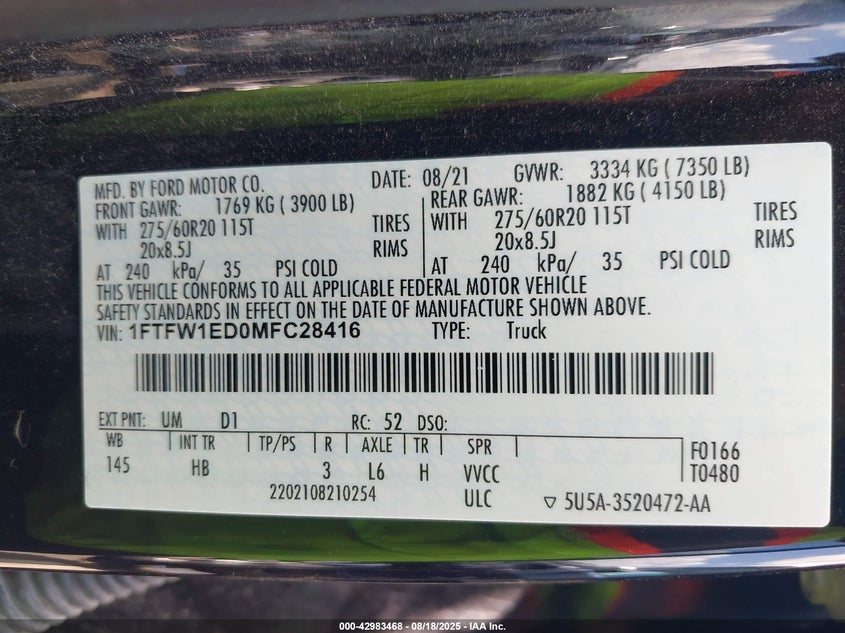 MFD. BY FORD MOTOR CO. DATE: 08/21 GVWR: 3334 KG ( 7350 LB)
FRONT GAWR: 1769 KG ( 3900 LB) REAR GAWR: 1882 KG ( 4150 LB)
WITH 275/60R20 115T TIRES WITH 275/60R20 115T TIRES
20x8.5J RIMS 20x8.5J RIMS
AT 240 kPa/ 35 PSI COLD AT 240 kPa/ 35 PSI COLD
THIS VEHICLE CONFORMS TO ALL APPLICABLE FEDERAL MOTOR VEHICLE
SAFETY STANDARDS IN EFFECT ON THE DATE OF MANUFACTURE SHOWN ABOVE.
VIN: 1FTFW1ED0MFC28416 TYPE: Truck
EXT PNT: UM D1 RC: 52 DSO:
WB INT TR TP/PS R AXLE TR SPR F0166
145 HB 3 L6 H VVCC T0480
2202108210254 ULC ▽ 5U5A-3520472-AA
000-42983468 - 08/18/2025 - IAA Inc.